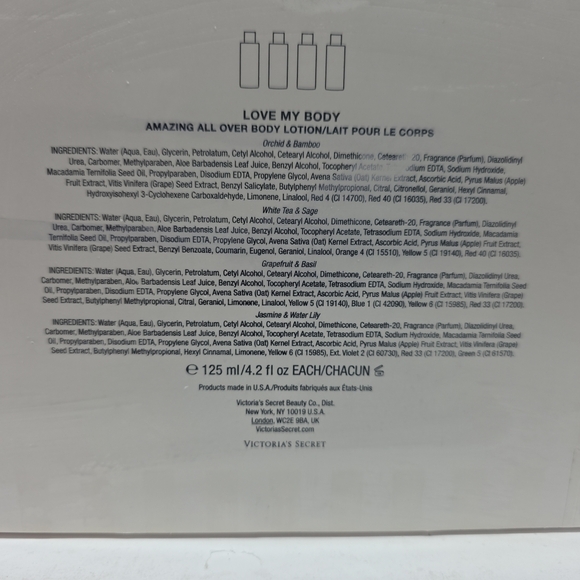 LOVE MY BODY
AMAZING ALL OVER BODY LOTION/LAIT POUR LE CORPS
Orchid & Bamboo
INGREDIENTS: Water (Aqua, Eau), Glycerin, Petrolatum, Cetyl Alcohol, Cetearyl Alcohol, Dimethicone, Ceteareth-20, Fragrance (Parfum), Diazolidinyl
Urea, Carbomer, Methylparaben, Aloe Barbadensis Leaf Juice, Benzyl Alcohol, Tocopheryl Acetate, EDTA, Sodium Hydroxide,
Macadamia Ternifolia Seed Oil, Propylparaben, Disodium EDTA, Propylene Glycol, Avena Sativa (Oat) Kernel Extract, Ascorbic Acid, Pyrus Malus (Apple)
Fruit Extract, Vitis Vinifera (Grape) Seed Extract, Benzyl Salicylate, Butylphenyl Methylpropional, Citral, Citronellol, Geraniol, Hexyl Cinnamal,
Hydroxyisohexyl 3-Cyclohexene Carboxaldehyde, Limonene, Linalool, Red 4 (CI 14700), Red 40 (CI 16035), Red 33 (CI 17200).
White Tea & Sage
INGREDIENTS: Water (Aqua, Eau), Glycerin, Petrolatum, Cetyl Alcohol, Cetearyl Alcohol, Dimethicone, Ceteareth-20, Fragrance (Parfum), Diazolidinyl
Urea, Carbomer, Methylparaben, Aloe Barbadensis Leaf Juice, Benzyl Alcohol, Tocopheryl Acetate, Tetrasodium EDTA, Sodium Hydroxide, Macadamia
Ternifolia Seed Oil, Propylparaben, Disodium EDTA, Propylene Glycol, Avena Sativa (Oat) Kernel Extract, Ascorbic Acid, Pyrus Malus (Apple) Fruit Extract,
Vitis Vinifera (Grape) Seed Extract, Benzyl Benzoate, Coumarin, Eugenol, Geraniol, Linalool, Orange 4 (CI 15510), Yellow 5 (CI 19140), Red 40 (CI 16035).
Grapefruit & Basil
INGREDIENTS: Water (Aqua, Eau), Glycerin, Petrolatum, Cetyl Alcohol, Cetearyl Alcohol, Dimethicone, Ceteareth-20, Fragrance (Parfum), Diazolidinyl Urea,
Carbomer, Methylparaben, Aloe Barbadensis Leaf Juice, Benzyl Alcohol, Tocopheryl Acetate, Tetrasodium EDTA, Sodium Hydroxide, Macadamia Ternifolia Seed
Oil, Propylparaben, Disodium EDTA, Propylene Glycol, Avena Sativa (Oat) Kernel Extract, Ascorbic Acid, Pyrus Malus (Apple) Fruit Extract, Vitis Vinifera (Grape)
Seed Extract, Butylphenyl Methylpropional, Citral, Geraniol, Limonene, Linalool, Yellow 5 (CI 19140), Blue 1 (CI 42090), Yellow 6 (CI 15985), Red 33 (CI 17200).
Jasmine & Water Lily
INGREDIENTS: Water (Aqua, Eau), Glycerin, Petrolatum, Cetyl Alcohol, Cetearyl Alcohol, Dimethicone, Ceteareth-20, Fragrance (Parfum), Diazolidinyl Urea,
Carbomer, Methylparaben, Aloe Barbadensis Leaf Juice, Benzyl Alcohol, Tocopheryl Acetate, Tetrasodium EDTA, Sodium Hydroxide, Macadamia Ternifolia Seed
Oil, Propylparaben, Disodium EDTA, Propylene Glycol, Avena Sativa (Oat) Kernel Extract, Ascorbic Acid, Pyrus Malus (Apple) Fruit Extract, Vitis Vinifera (Grape)
Seed Extract, Butylphenyl Methylpropional, Hexyl Cinnamal, Limonene, Yellow 6 (CI 15985), Ext. Violet 2 (CI 60730), Red 33 (CI 17200), Green 5 (CI 61570).
℮ 125 ml/4.2 fl oz EACH/CHACUN
Products made in U.S.A./Produits fabriqués aux États-Unis
Victoria's Secret Beauty Co., Dist.
New York, NY 10019 U.S.A.
London, WC2E 9BA, UK
VictoriasSecret.com
VICTORIA'S SECRET